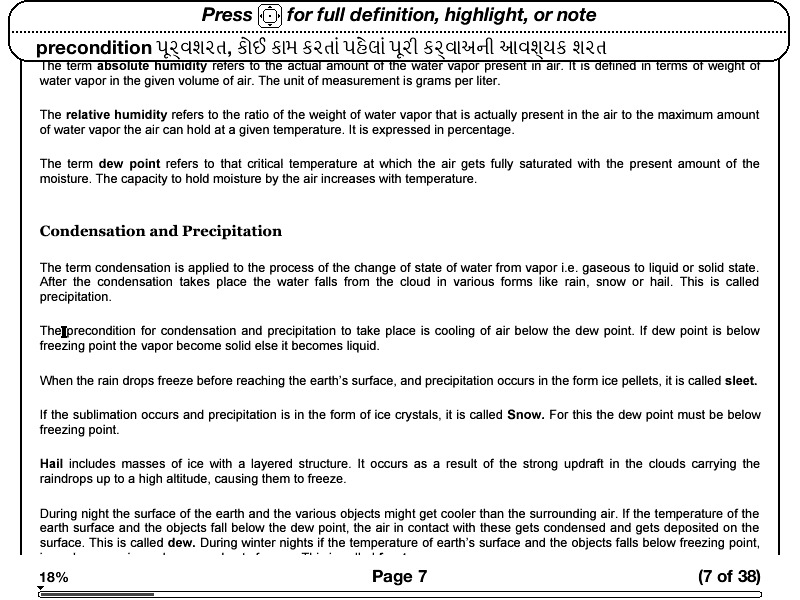 Press for full definition, highlight, or note
precondition પૂર્વશરત, કોઈ કામ કરતાં પહેલાં પૂરી કરવાઅની આવશ્યક શરત
The term absolute humidity refers to the actual amount of the water vapor present in air. It is defined in terms of weight of
water vapor in the given volume of air. The unit of measurement is grams per liter.
The relative humidity refers to the ratio of the weight of water vapor that is actually present in the air to the maximum amount
of water vapor the air can hold at a given temperature. It is expressed in percentage.
The term dew point refers to that critical temperature at which the air gets fully saturated with the present amount of the
moisture. The capacity to hold moisture by the air increases with temperature.
Condensation and Precipitation
The term condensation is applied to the process of the change of state of water from vapor i.e. gaseous to liquid or solid state.
After the condensation takes place the water falls from the cloud in various forms like rain, snow or hail. This is called
precipitation.
The precondition for condensation and precipitation to take place is cooling of air below the dew point. If dew point is below
freezing point the vapor become solid else it becomes liquid.
When the rain drops freeze before reaching the earth's surface, and precipitation occurs in the form ice pellets, it is called sleet.
If the sublimation occurs and precipitation is in the form of ice crystals, it is called Snow. For this the dew point must be below
freezing point.
Hail includes masses of ice with a layered structure. It occurs as a result of the strong updraft in the clouds carrying the
raindrops up to a high altitude, causing them to freeze.
During night the surface of the earth and the various objects might get cooler than the surrounding air. If the temperature of the
earth surface and the objects fall below the dew point, the air in contact with these gets condensed and gets deposited on the
surface. This is called dew. During winter nights if the temperature of earth's surface and the objects falls below freezing point,
18%
Page 7
(7 of 38)